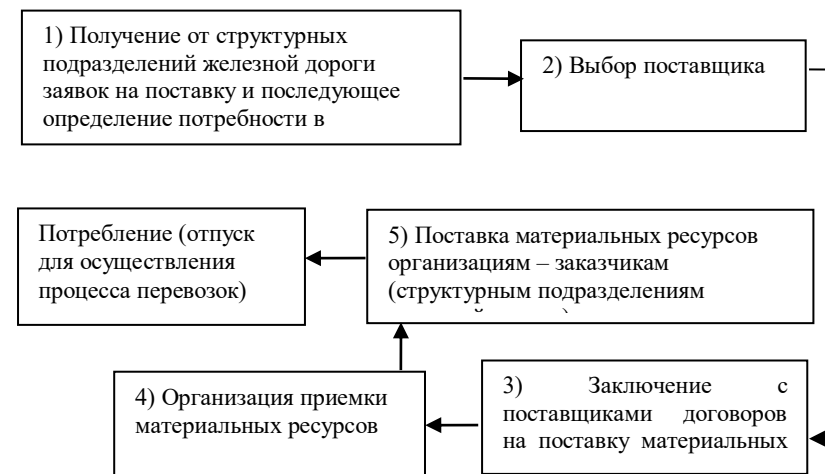 1) Получение от структурных
подразделений железной дороги
заявок на поставку и последующее
определение потребности в
2) Выбор поставщика
Потребление (отпуск
для осуществления
процесса перевозок)
5) Поставка материальных ресурсов
организациям – заказчикам
(структурным подразделениям
4) Организация приемки
материальных ресурсов
3) Заключение с
поставщиками договоров
на поставку материальных